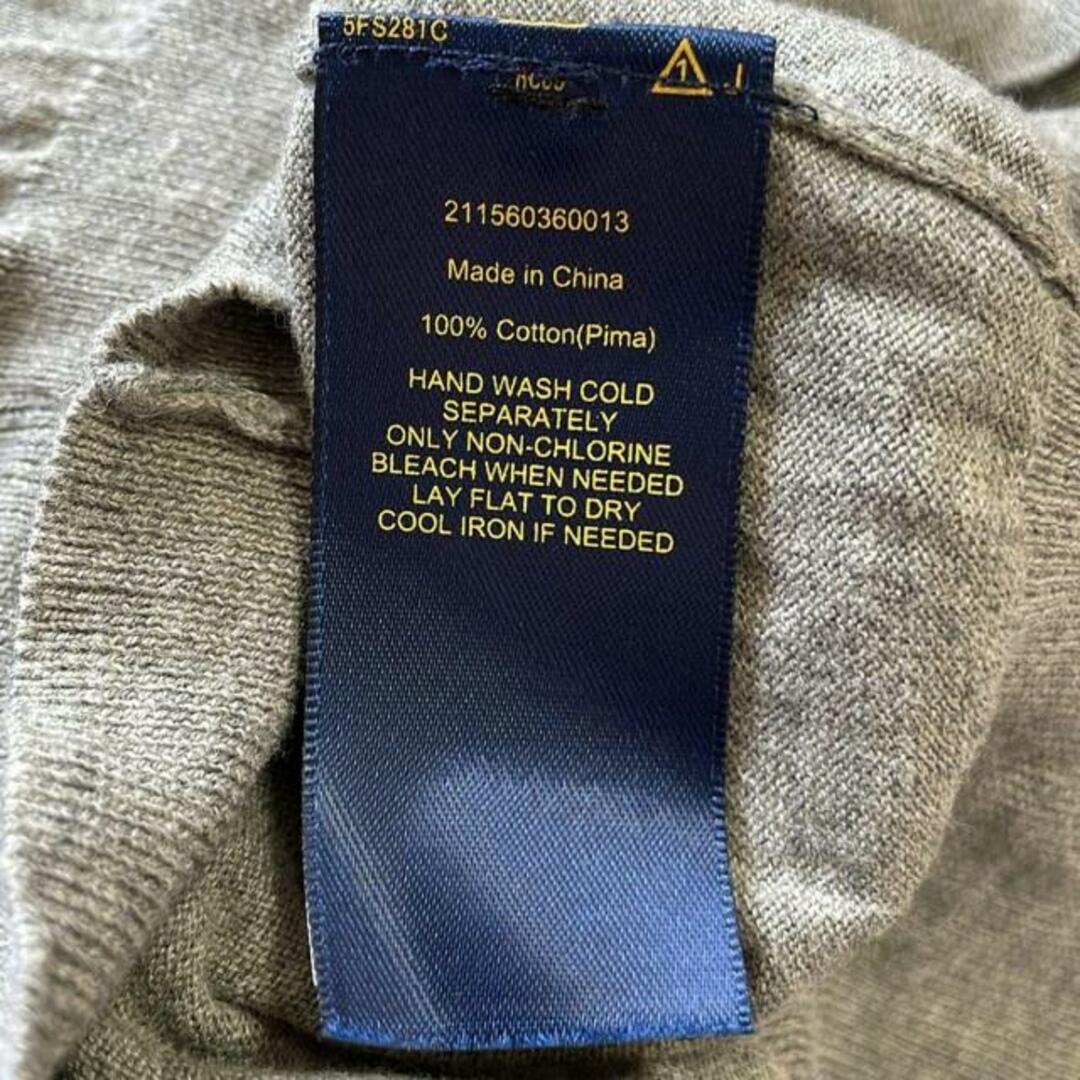 5FS281C
1 J
211560360013
Made in China
100% Cotton(Pima)
HAND WASH COLD
SEPARATELY
ONLY NON-CHLORINE
BLEACH WHEN NEEDED
LAY FLAT TO DRY
COOL IRON IF NEEDED